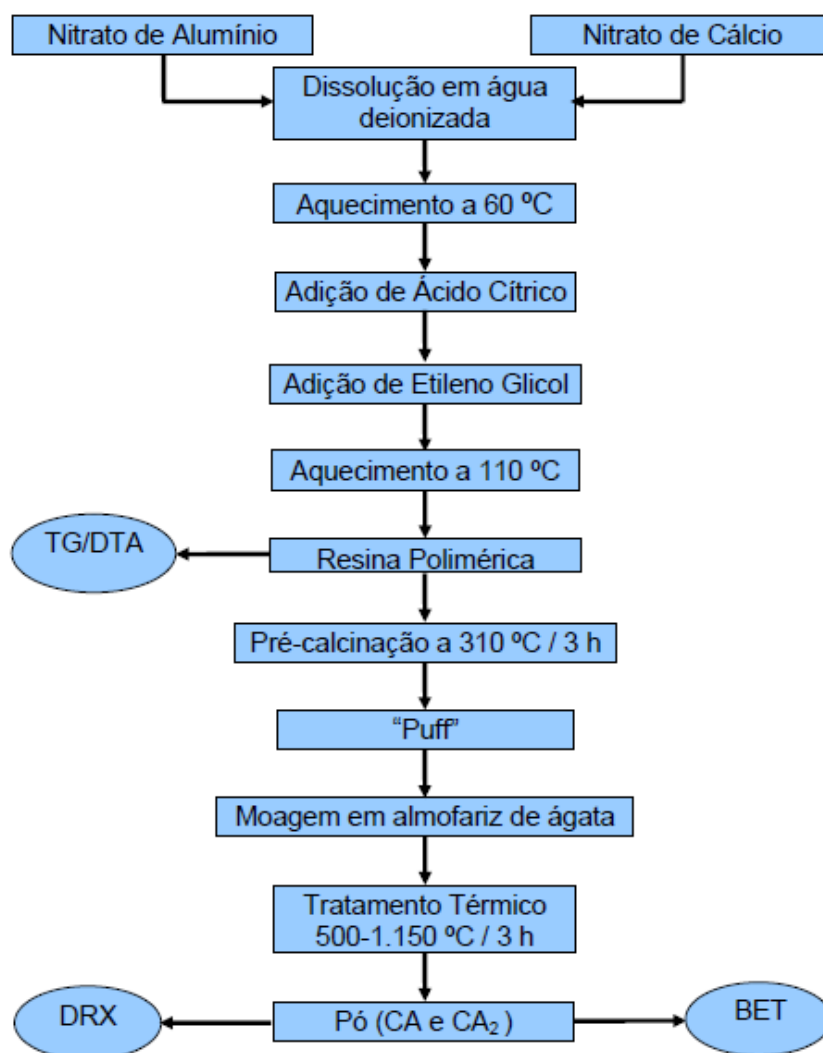 Nitrato de Alumínio
Nitrato de Cálcio
Dissolução em água
deionizada
Aquecimento a 60 ºC
Adição de Ácido Cítrico
Adição de Etileno Glicol
Aquecimento a 110 ºC
TG/DTA
Resina Polimérica
Pré-calcinação a 310 ºC / 3 h
“Puff”
Moagem em almofariz de ágata
Tratamento Térmico
500-1.150 ºC / 3 h
DRX
Pó (CA e CA₂ )
BET